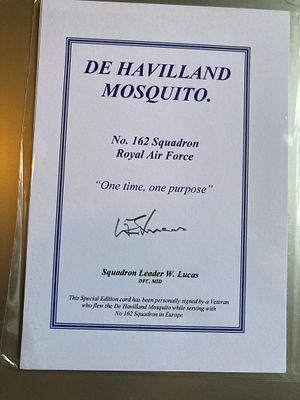 DE HAVILLAND
MOSQUITO.
No. 162 Squadron
Royal Air Force
"One time, one purpose"
Squadron Leader W. Lucas
DFC, MID
This Special Edition card has been personally signed by a Veteran
who flew the De Havilland Mosquito while serving with
No 162 Squadron in Europe